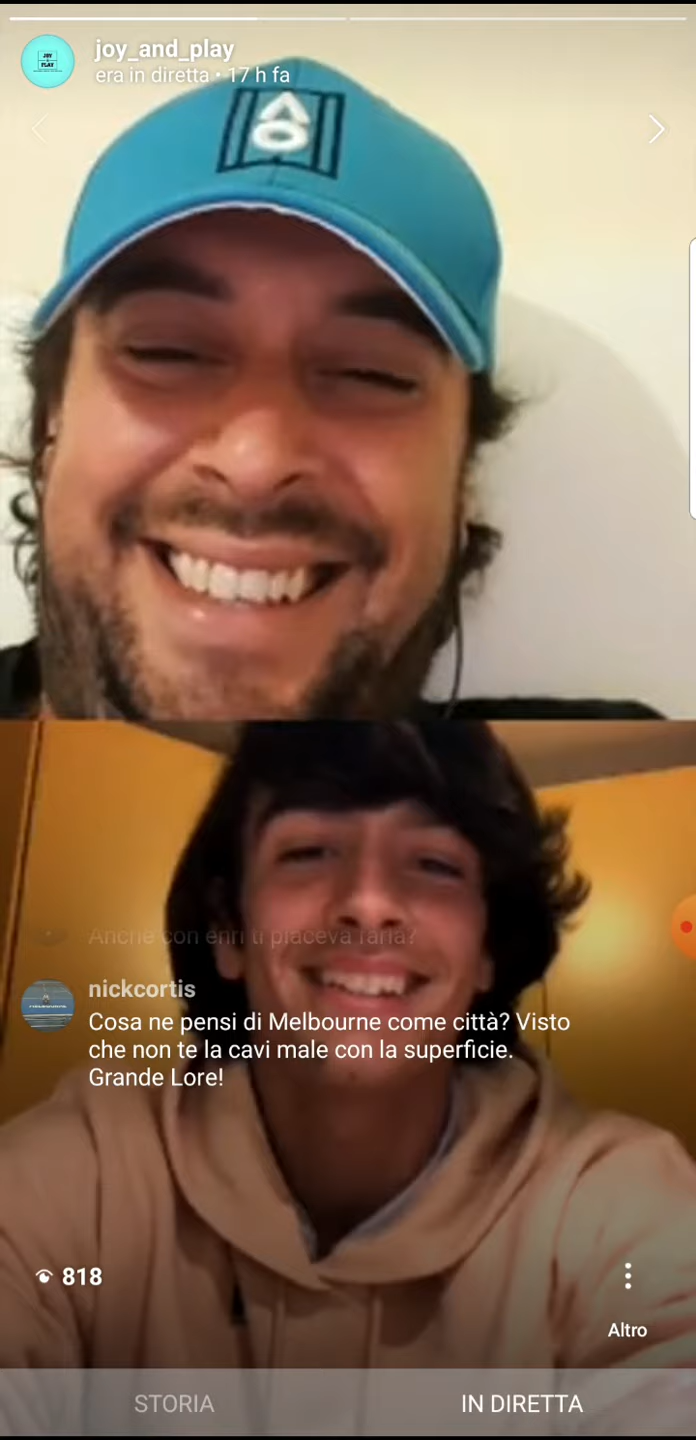 joy_and_play
era in diretta • 17 h fa
JOY
PLAY
AO
Anche con enri ti piaceva farla?
nickcortis
Cosa ne pensi di Melbourne come città? Visto
che non te la cavi male con la superficie.
Grande Lore!
818
Altro
STORIA
IN DIRETTA